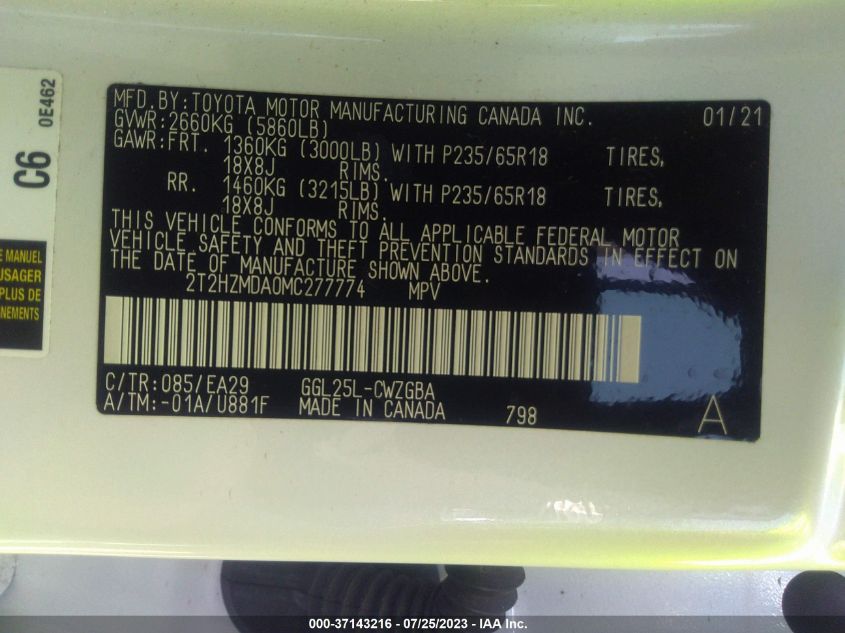 0E462
C6
E MANUEL
USAGER
PLUS DE
NEMENTS
MFD.BY:TOYOTA MOTOR MANUFACTURING CANADA INC. 01/21
GVWR:2660KG (5860LB)
GAWR:FRT. 1360KG (3000LB) WITH P235/65R18 TIRES,
18X8J RIMS.
RR. 1460KG (3215LB) WITH P235/65R18 TIRES,
18X8J RIMS.
THIS VEHICLE CONFORMS TO ALL APPLICABLE FEDERAL MOTOR
VEHICLE SAFETY AND THEFT PREVENTION STANDARDS IN EFFECT ON
THE DATE OF MANUFACTURE SHOWN ABOVE.
2T2HZMDA0MC277774 MPV
C/TR:085/EA29 GGL25L-CWZGBA
A/TM:-01A/U881F MADE IN CANADA 798 A
000-37143216 - 07/25/2023 - IAA Inc.